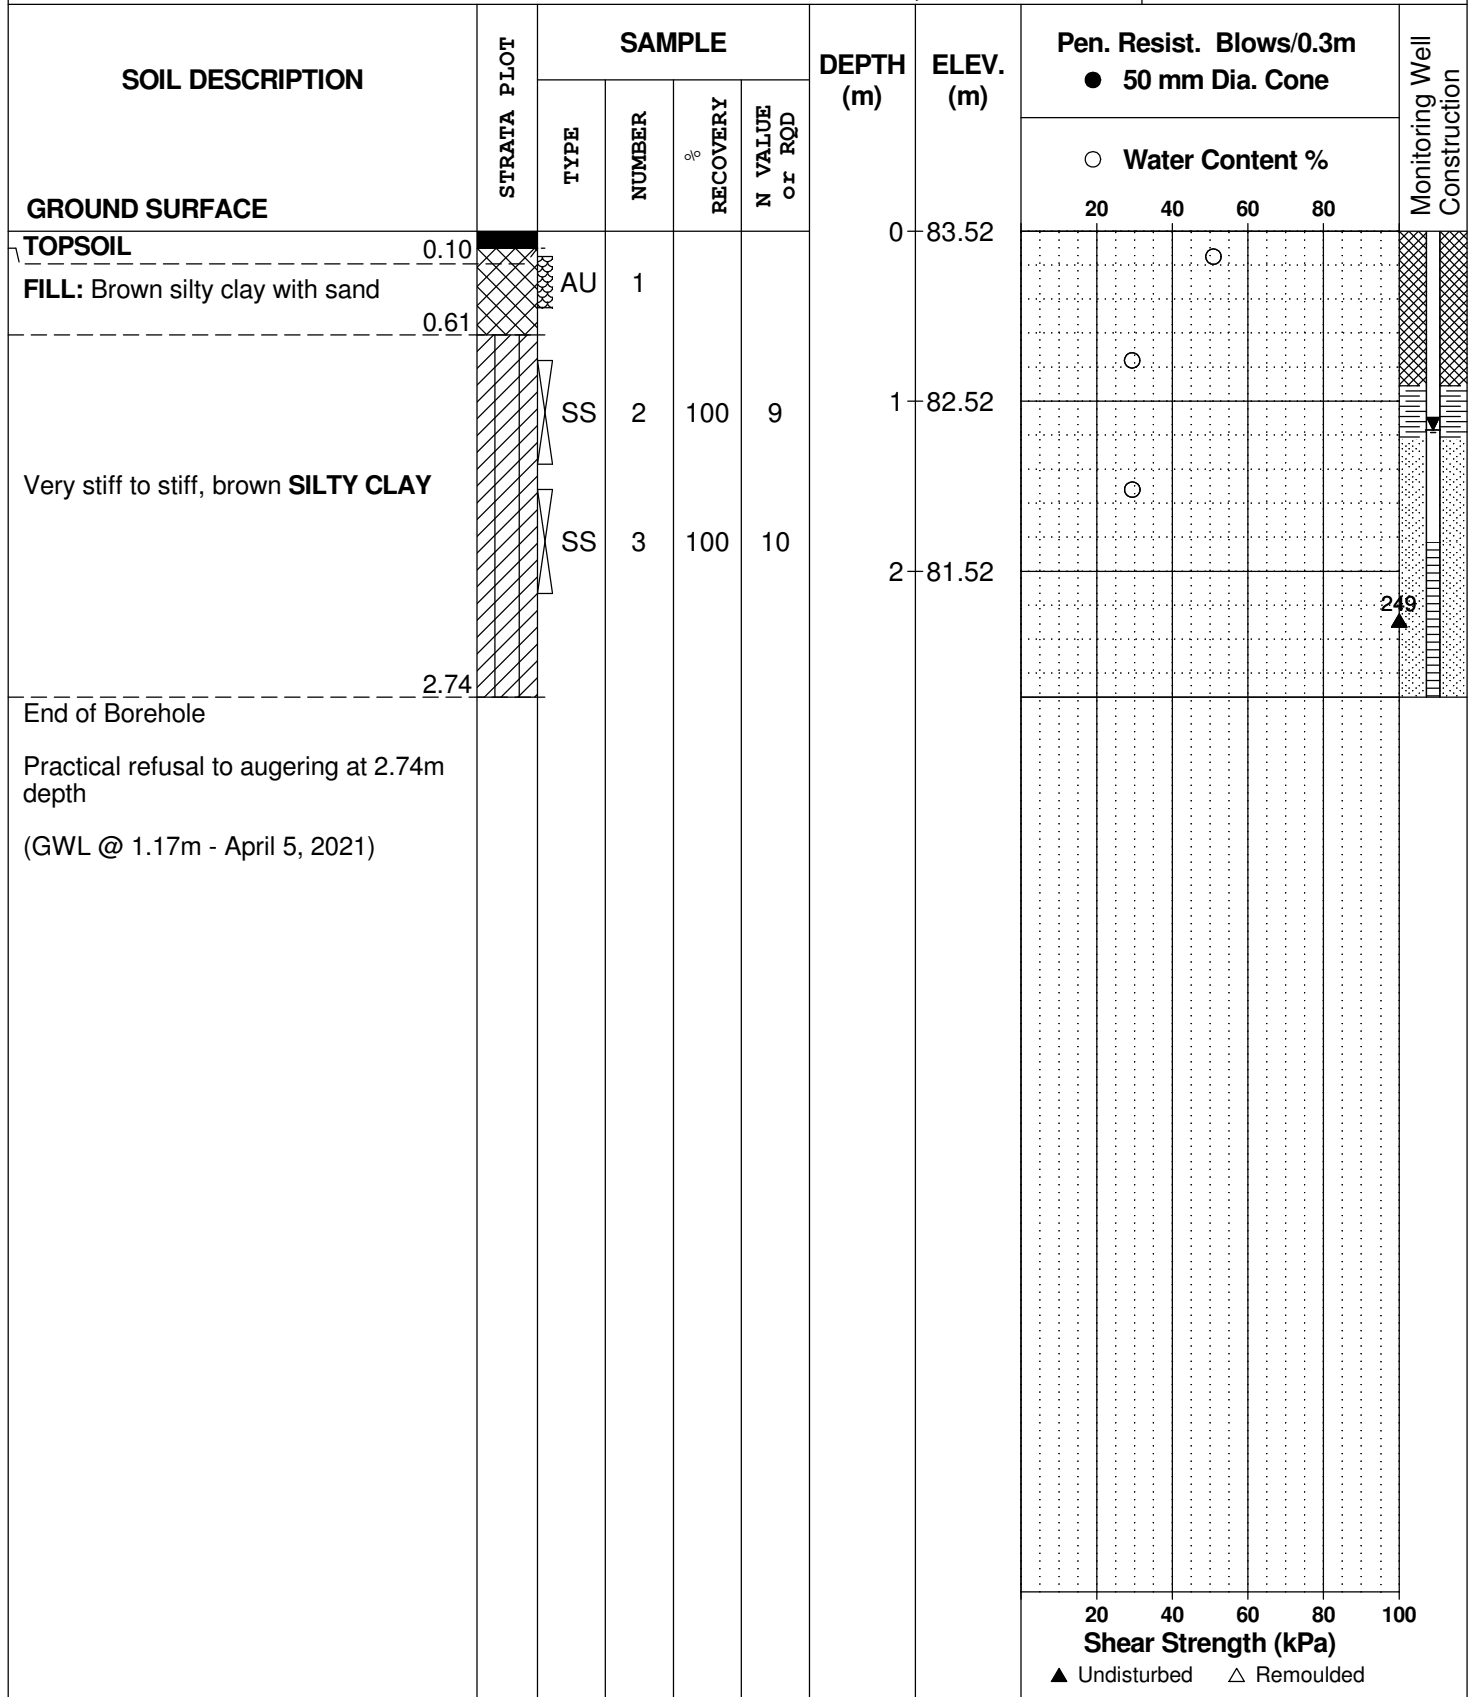 SOIL DESCRIPTION
GROUND SURFACE
STRATA PLOT
SAMPLE
TYPE
NUMBER
%
RECOVERY
N VALUE
or RQD
DEPTH
(m)
ELEV.
(m)
Pen. Resist. Blows/0.3m
● 50 mm Dia. Cone
○ Water Content %
20 40 60 80
Monitoring Well
Construction
0 83.52
TOPSOIL 0.10
FILL: Brown silty clay with sand
0.61
AU 1
SS 2 100 9
1 82.52
Very stiff to stiff, brown SILTY CLAY
SS 3 100 10
2 81.52
249
2.74
End of Borehole
Practical refusal to augering at 2.74m
depth
(GWL @ 1.17m - April 5, 2021)
20 40 60 80 100
Shear Strength (kPa)
▲ Undisturbed △ Remoulded